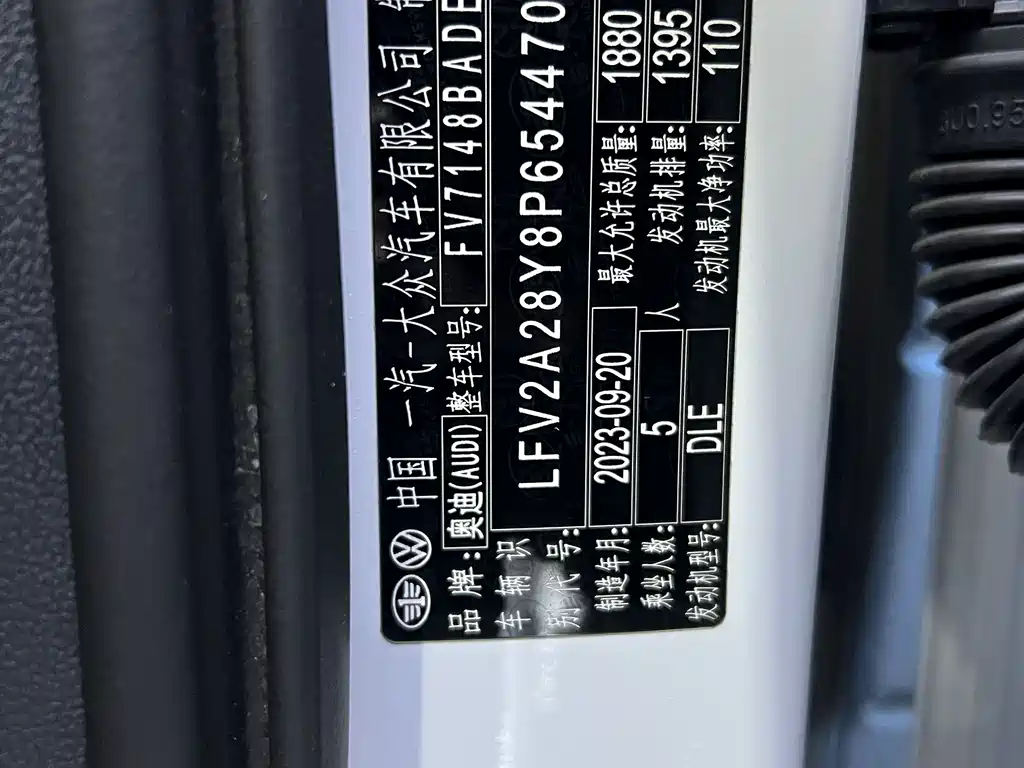 中国 一汽-大众汽车有限公司
品牌: 奥迪(AUDI) 整车型号: FV7148BADE
车辆识别代号: LFV2A28Y8P654470
制造年月: 2023-09-20 最大允许总质量: 1880
乘坐人数: 5 人 发动机排量: 1395
发动机型号: DLE 发动机最大净功率: 110